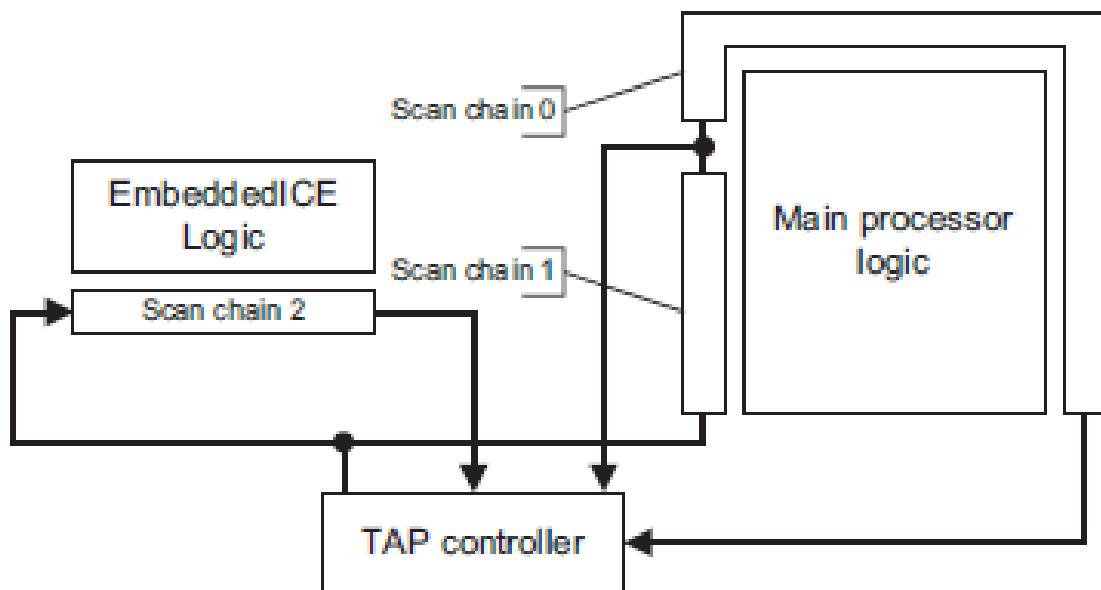 Scan chain 0
EmbeddedICE
Logic
Main processor
logic
Scan chain 1
Scan chain 2
TAP controller